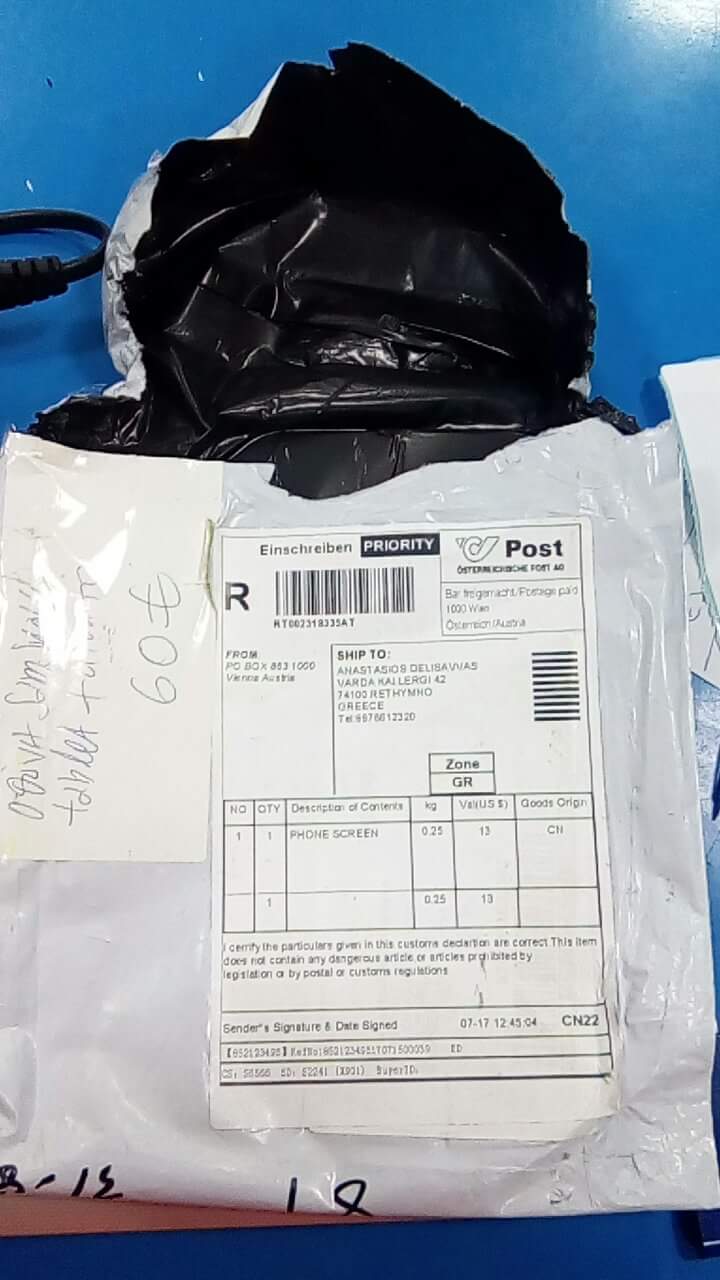 Einschreiben PRIORITY
Post
ÖSTERREICHISCHE POST AG
R
RT002318335AT
Bar freigemacht/Postage paid
1000 Wien
Österreich/Austria
FROM
PO BOX 863 1000
Vienna Austria
SHIP TO:
ANASTASIOS DELISAVVAS
VARDA KALLERGI 42
74100 RETHYMNO
GREECE
Tel:6976612320
Zone
GR
NO QTY Description of Contents kg Val(US $) Goods Origin
1 1 PHONE SCREEN 0.25 13 CN
1 0.25 13
I cernfy the particulars given in this customs declartion are correct This Item
does not contain any dangerous article or articles prohibited by
legislation or by postal or customs regulations
Sender's Signature & Date Signed 07-17 12:45:04 CN22
οθονη
tablet
60€
18